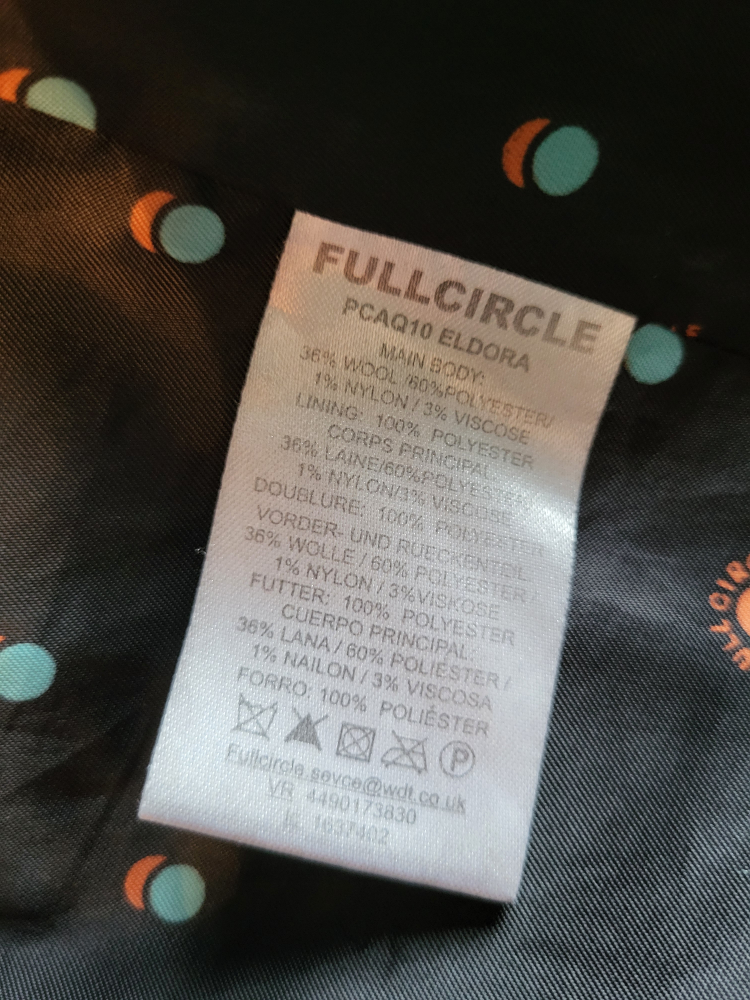 FULLCIRCLE
PCAQ10 ELDORA
MAIN BODY:
36% WOOL /60%POLYESTER/
1% NYLON / 3% VISCOSE
LINING: 100% POLYESTER
CORPS PRINCIPAL:
36% LAINE/60%POLYESTER
1% NYLON/3% VISCOSE
DOUBLURE: 100% POLYESTER
VORDER- UND RUECKENTEIL
36% WOLLE / 60% POLYESTER /
1% NYLON / 3%VISKOSE
FUTTER: 100% POLYESTER
CUERPO PRINCIPAL:
36% LANA / 60% POLIÉSTER /
1% NAILON / 3% VISCOSA
FORRO: 100% POLIÉSTER
P
Fullcircle.sevce@wdt.co.uk
VR 4490173830
1637402